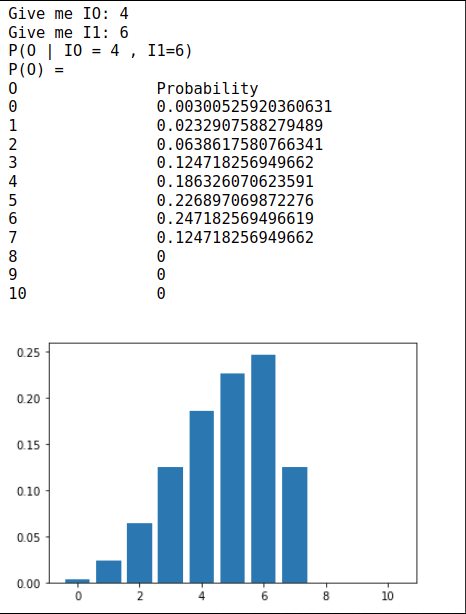 Give me IO: 4
Give me I1: 6
P(O | IO = 4 , I1=6)
P(O) =
O Probability
0 0.00300525920360631
1 0.0232907588279489
2 0.0638617580766341
3 0.124718256949662
4 0.186326070623591
5 0.226897069872276
6 0.247182569496619
7 0.124718256949662
8 0
9 0
10 0
0.25
0.20
0.15
0.10
0.05
0.00
0 2 4 6 8 10